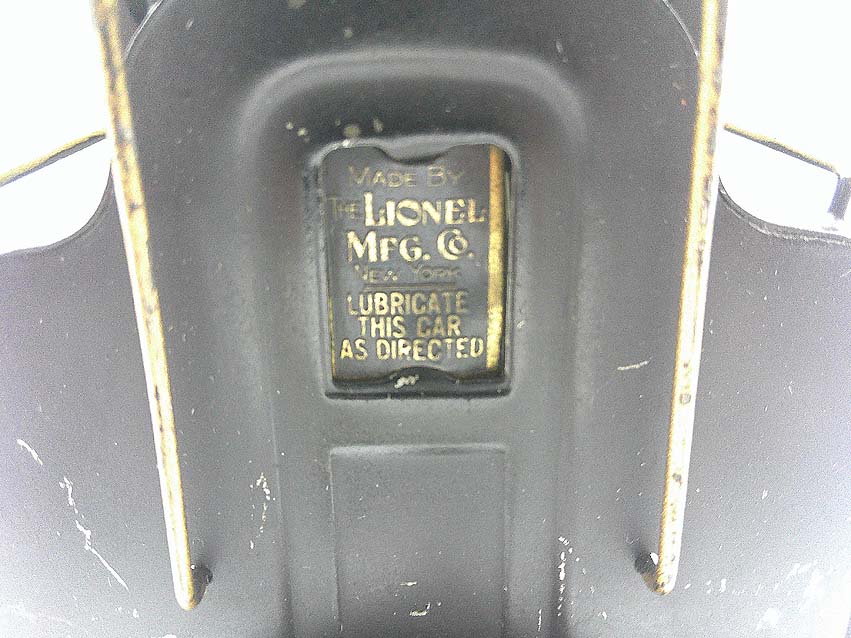 MADE BY
THE LIONEL
MFG. CO.
NEW YORK
LUBRICATE
THIS CAR
AS DIRECTED